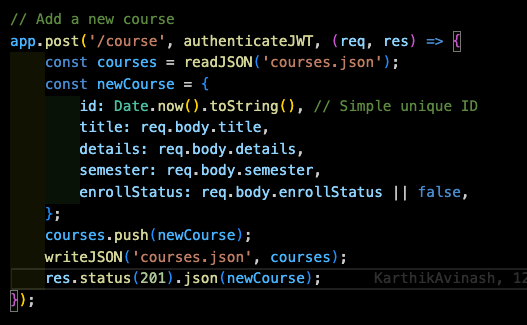 // Add a new course
app.post('/course', authenticateJWT, (req, res) => {
    const courses = readJSON('courses.json');
    const newCourse = {
        id: Date.now().toString(), // Simple unique ID
        title: req.body.title,
        details: req.body.details,
        semester: req.body.semester,
        enrollStatus: req.body.enrollStatus || false,
    };
    courses.push(newCourse);
    writeJSON('courses.json', courses);
    res.status(201).json(newCourse);    KarthikAvinash, 12
});